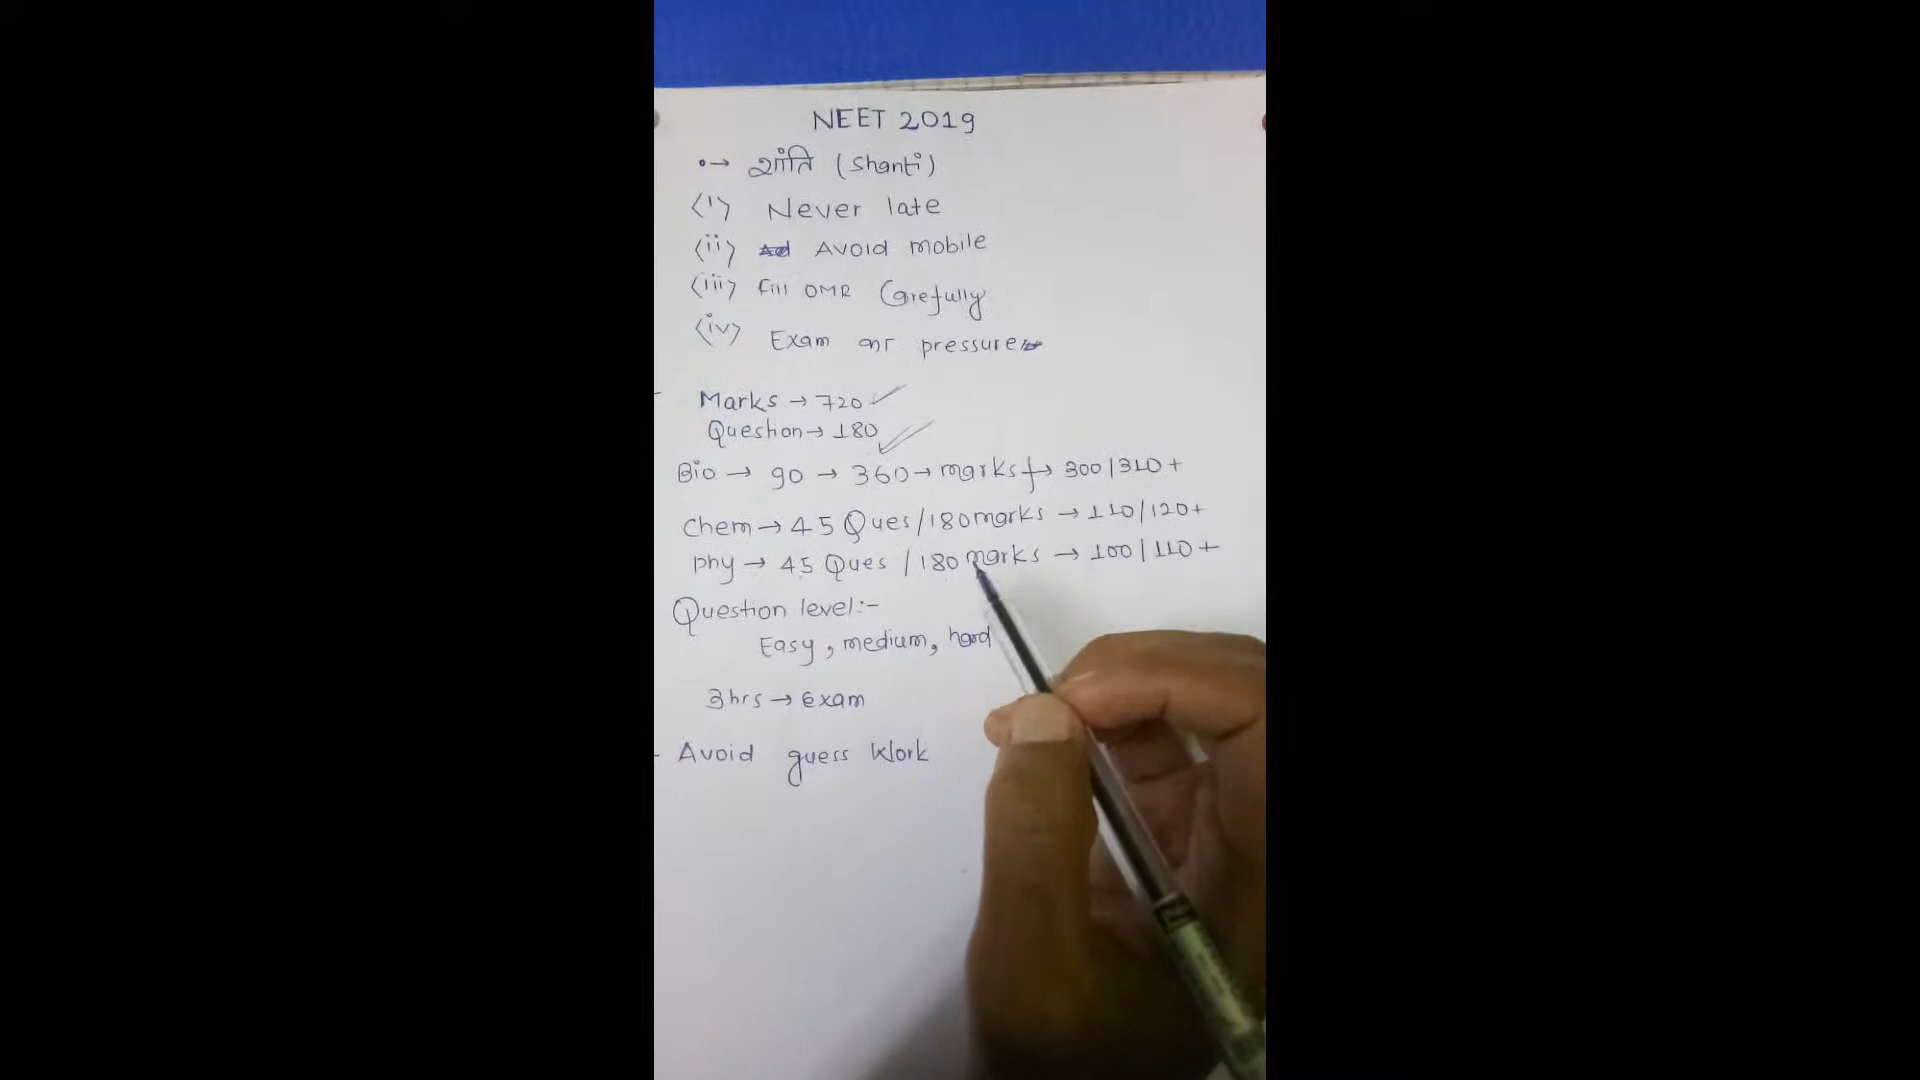 NEET 2019
•→ शांति (Shanti)
<i> Never late
<ii> Avoid mobile
<iii> Fill OMR Carefully
<iv> Exam का pressure
Marks → 720 ✓
Question → 180
Bio → 90 → 360 → marks → 300/310+
Chem → 45 Ques/180 marks → 110/120+
Phy → 45 Ques /180 marks → 100/110+
Question level:-
Easy, medium, hard
3hrs → Exam
- Avoid guess Work